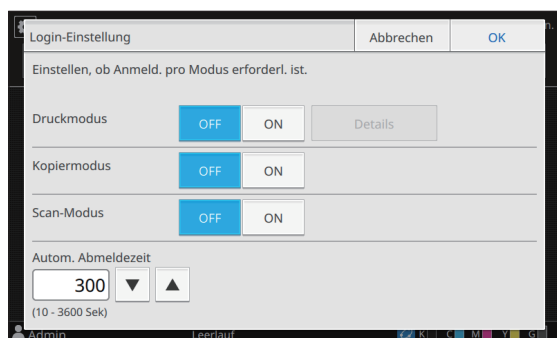 Login-Einstellung Abbrechen OK
Einstellen, ob Anmeld. pro Modus erforderl. ist.
Druckmodus OFF ON Details
Kopiermodus OFF ON
Scan-Modus OFF ON
Autom. Abmeldezeit
300
(10 - 3600 Sek)
Admin Leerlauf K C M Y G